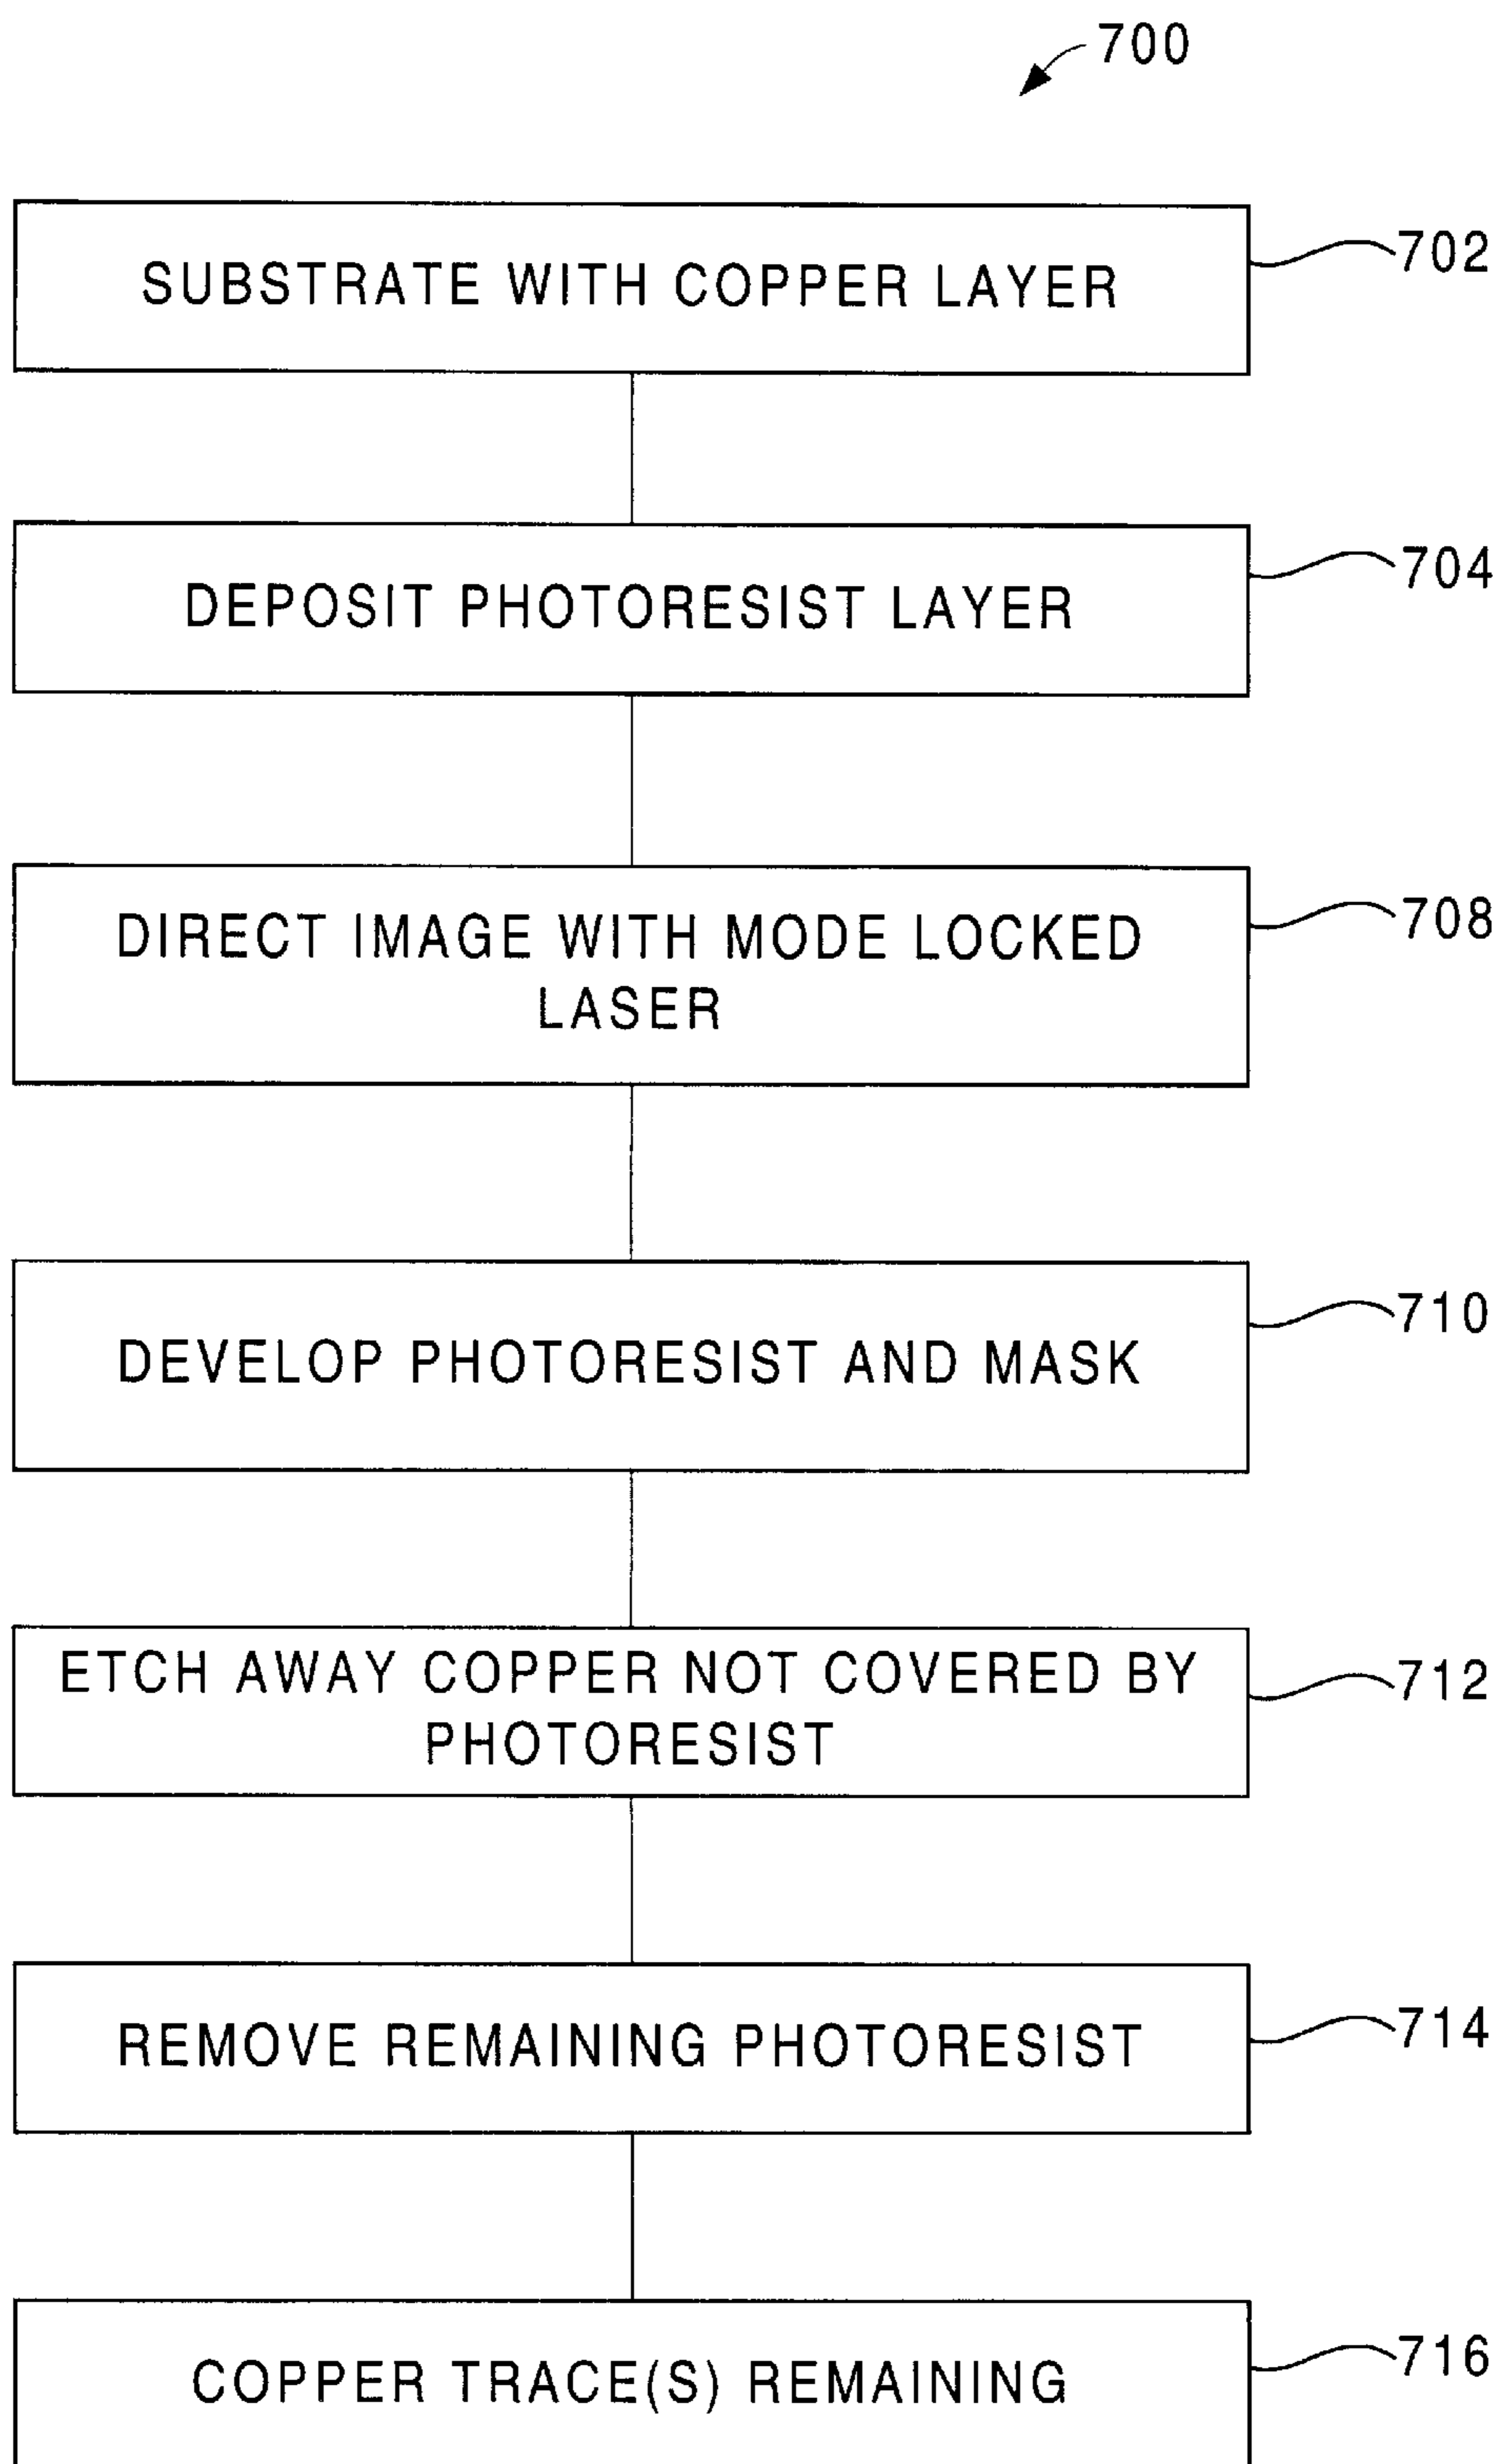 700
SUBSTRATE WITH COPPER LAYER
702
DEPOSIT PHOTORESIST LAYER
704
DIRECT IMAGE WITH MODE LOCKED
LASER
708
DEVELOP PHOTORESIST AND MASK
710
ETCH AWAY COPPER NOT COVERED BY
PHOTORESIST
712
REMOVE REMAINING PHOTORESIST
714
COPPER TRACE(S) REMAINING
716